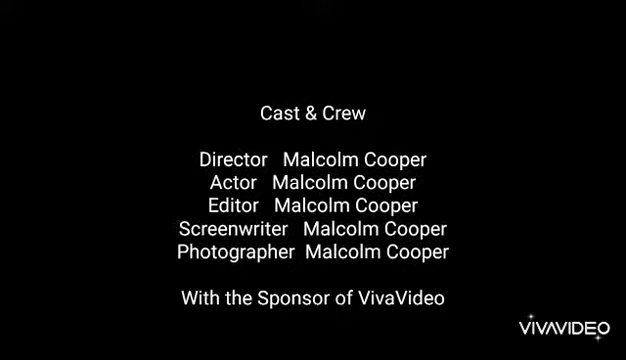 Cast & Crew
Director Malcolm Cooper
Actor Malcolm Cooper
Editor Malcolm Cooper
Screenwriter Malcolm Cooper
Photographer Malcolm Cooper
With the Sponsor of VivaVideo
VIVAVIDEO